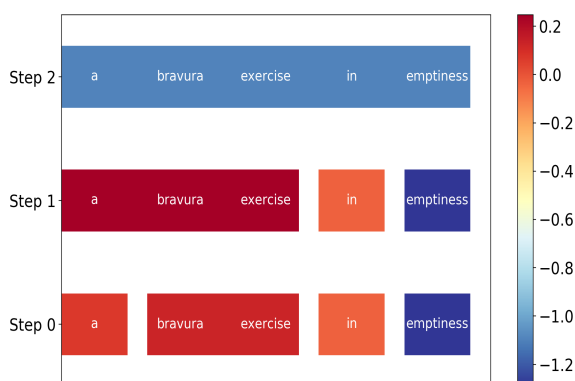 Step 2 a bravura exercise in emptiness
Step 1 a bravura exercise in emptiness
Step 0 a bravura exercise in emptiness
0.2
0.0
−0.2
−0.4
−0.6
−0.8
−1.0
−1.2